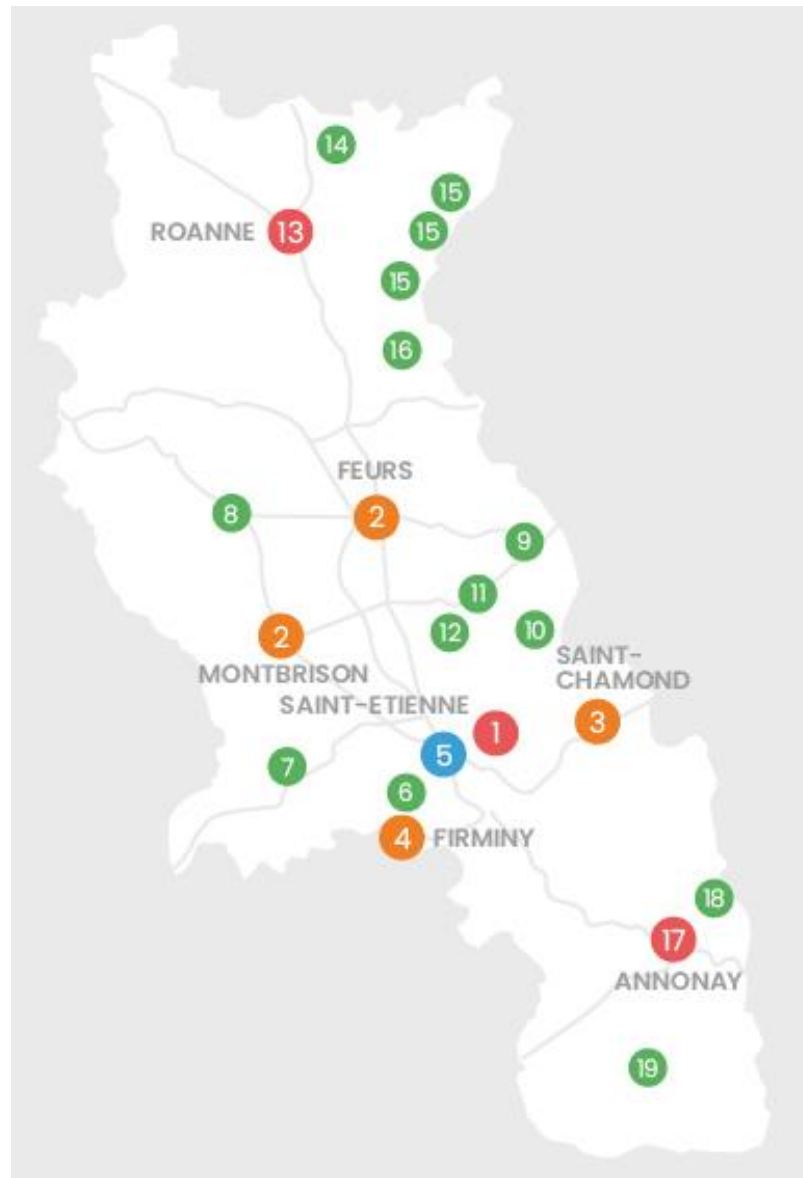 14
15
ROANNE 13
15
15
16
FEURS
8
2
9
11
2
12
10
MONTBRISON
SAINT-
CHAMOND
SAINT-ETIENNE
1
3
5
7
6
4 FIRMINY
18
17
ANNONAY
19